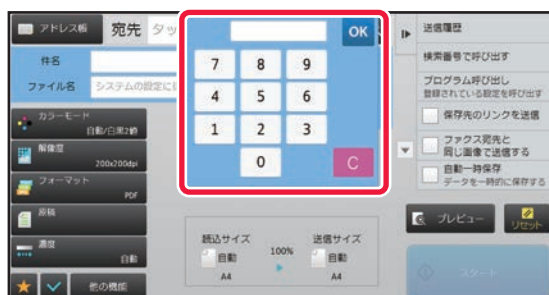 アドレス帳
宛先
タッ
OK
件名
ファイル名
システムの設定に
7 8 9
4 5 6
1 2 3
0 C
カラーモード
自動/白黒2値
解像度
200x200dpi
フォーマット
PDF
原稿
濃度
自動
他の機能
読込サイズ
自動
A4
100%
送信サイズ
自動
A4
送信履歴
検索番号で呼び出す
プログラム呼び出し
登録されている設定を呼び出す
保存先のリンクを送信
ファクス宛先と
同じ画像で送信する
自動一時保存
データを一時的に保存する
プレビュー
リセット
スタート